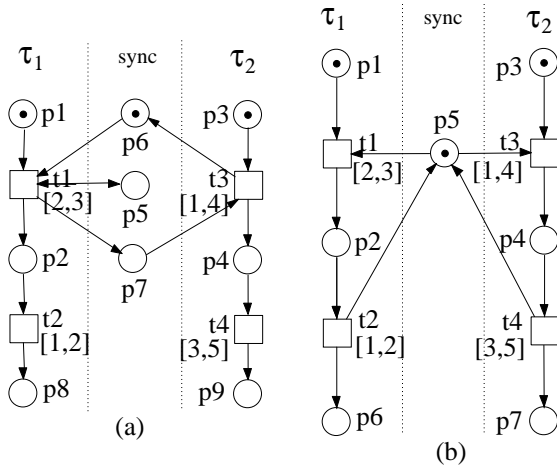 τ1 sync τ2
p1 p6 p3
t1 [2,3] p5 t3 [1,4]
p2 p7 p4
t2 [1,2] t4 [3,5]
p8 p9
(a)
τ1 sync τ2
p1 p3
p5
t1 [2,3] t3 [1,4]
p2 p4
t2 [1,2] t4 [3,5]
p6 p7
(b)